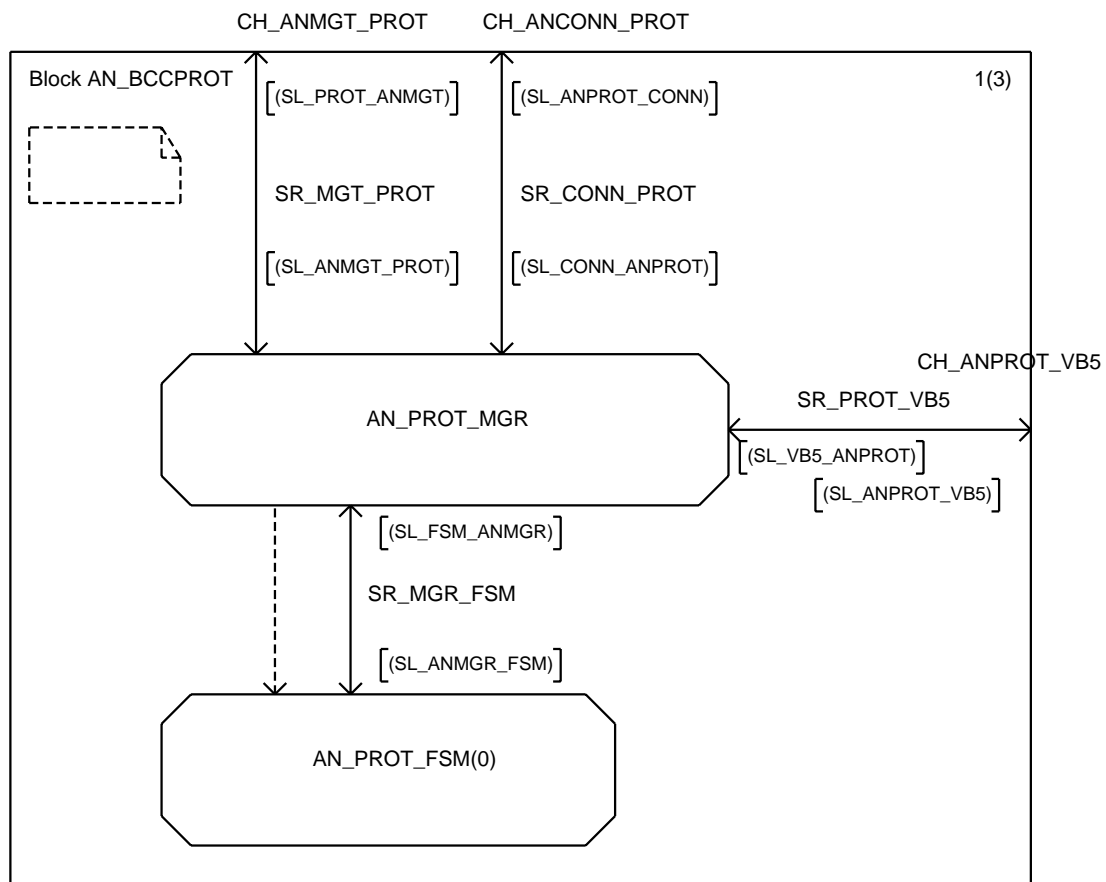 CH_ANMGT_PROT
CH_ANCONN_PROT
Block AN_BCCPROT
1(3)
(SL_PROT_ANMGT)
(SL_ANPROT_CONN)
SR_MGT_PROT
SR_CONN_PROT
(SL_ANMGT_PROT)
(SL_CONN_ANPROT)
CH_ANPROT_VB5
SR_PROT_VB5
AN_PROT_MGR
(SL_VB5_ANPROT)
(SL_ANPROT_VB5)
(SL_FSM_ANMGR)
SR_MGR_FSM
(SL_ANMGR_FSM)
AN_PROT_FSM(0)